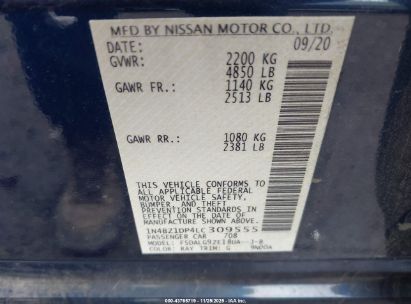 MFD BY NISSAN MOTOR CO., LTD.
DATE: 09/20
GVWR: 2200 KG
4850 LB
GAWR FR.: 1140 KG
2513 LB
GAWR RR.: 1080 KG
2381 LB
THIS VEHICLE CONFORMS TO
ALL APPLICABLE FEDERAL
MOTOR VEHICLE SAFETY,
BUMPER, AND THEFT
PREVENTION STANDARDS
IN EFFECT ON THE DATE OF
MANUFACTURE SHOWN ABOVE.
1N4BZ1DP4LC309555
PASSENGER CAR 708
COLOR: RAY TRIM: G